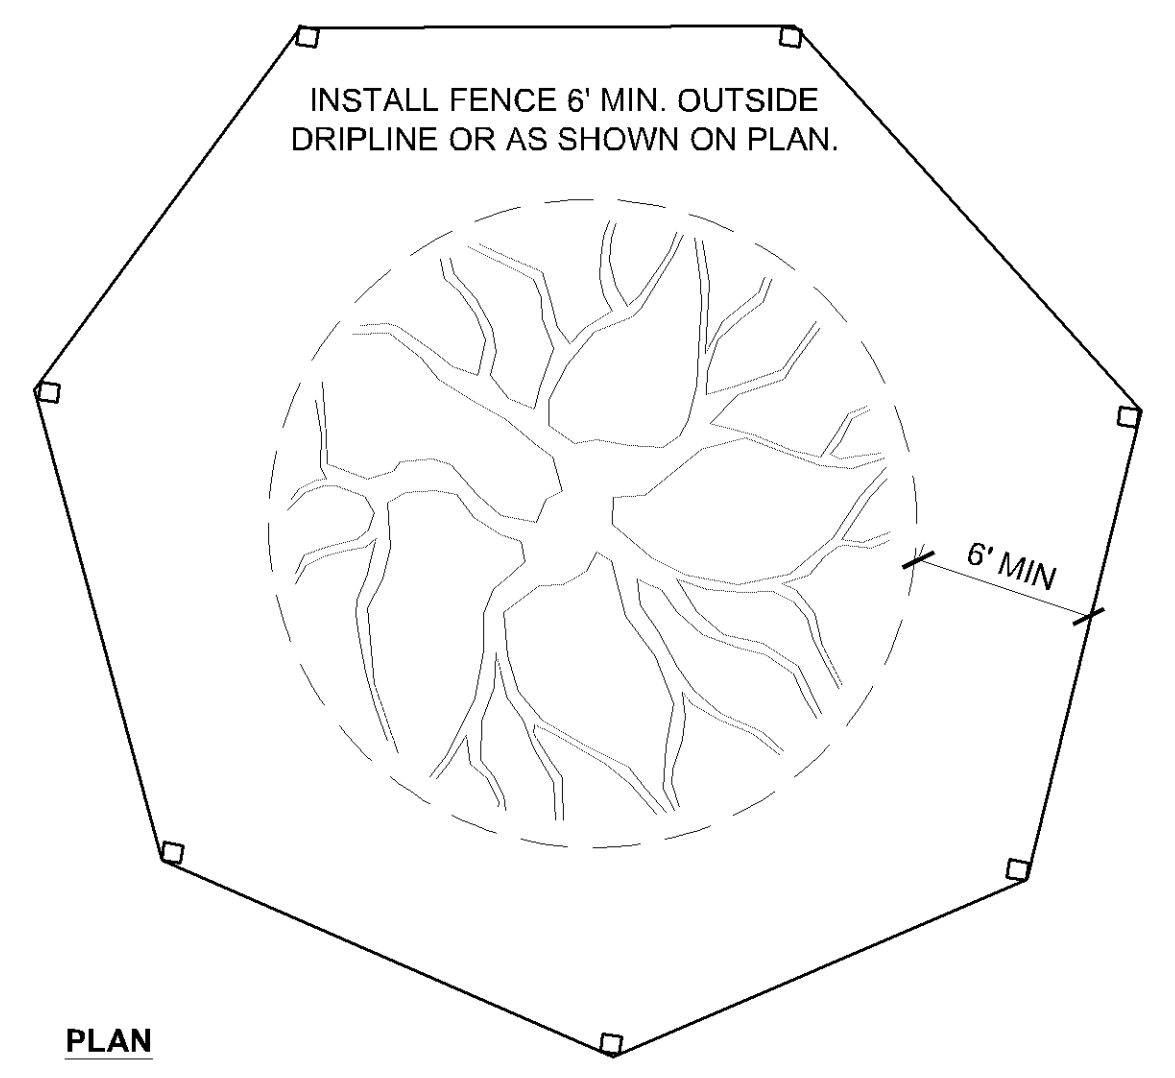 INSTALL FENCE 6' MIN. OUTSIDE
DRIPLINE OR AS SHOWN ON PLAN.
6' MIN
PLAN